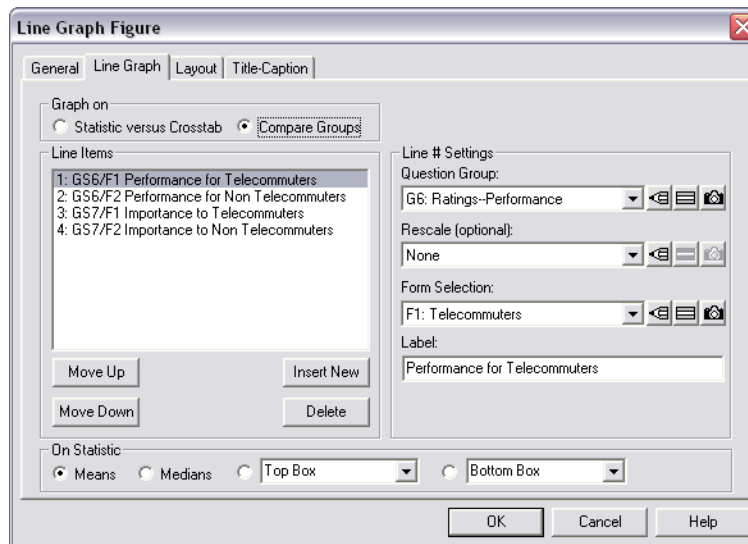 Line Graph Figure
General Line Graph Layout Title-Caption
Graph on
Statistic versus Crosstab Compare Groups
Line Items
1: GS6/F1 Performance for Telecommuters
2: GS6/F2 Performance for Non Telecommuters
3: GS7/F1 Importance to Telecommuters
4: GS7/F2 Importance to Non Telecommuters
Move Up Insert New
Move Down Delete
Line # Settings
Question Group:
G6: Ratings--Performance
Rescale (optional):
None
Form Selection:
F1: Telecommuters
Label:
Performance for Telecommuters
On Statistic
Means Medians Top Box Bottom Box
OK Cancel Help